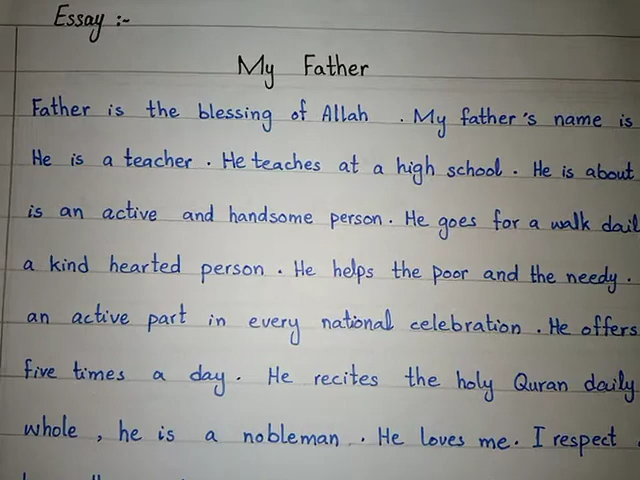 Essay :-
My Father
Father is the blessing of Allah . My father's name is
He is a teacher . He teaches at a high school . He is about
is an active and handsome person . He goes for a walk dail
a kind hearted person . He helps the poor and the needy .
an active part in every national celebration . He offers
five times a day . He recites the holy Quran daily
whole , he is a nobleman . He loves me . I respect